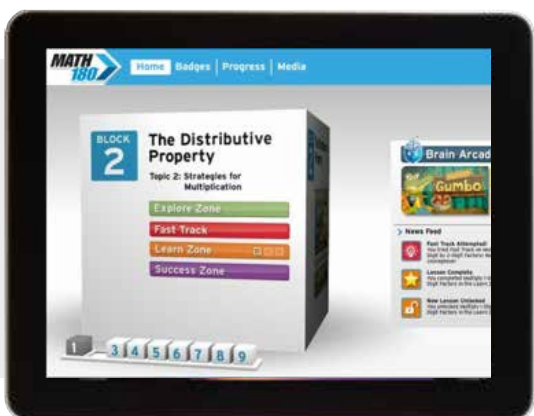 MATH
180
Home Badges Progress Media
BLOCK
2
The Distributive
Property
Topic 2: Strategies for
Multiplication
Explore Zone
Fast Track
Learn Zone
Success Zone
1 3 4 5 6 7 8 9
Brain Arcad
Gumbo
News Feed
Fast Track Attempted!
Lesson Complete
New Lesson Unlocked